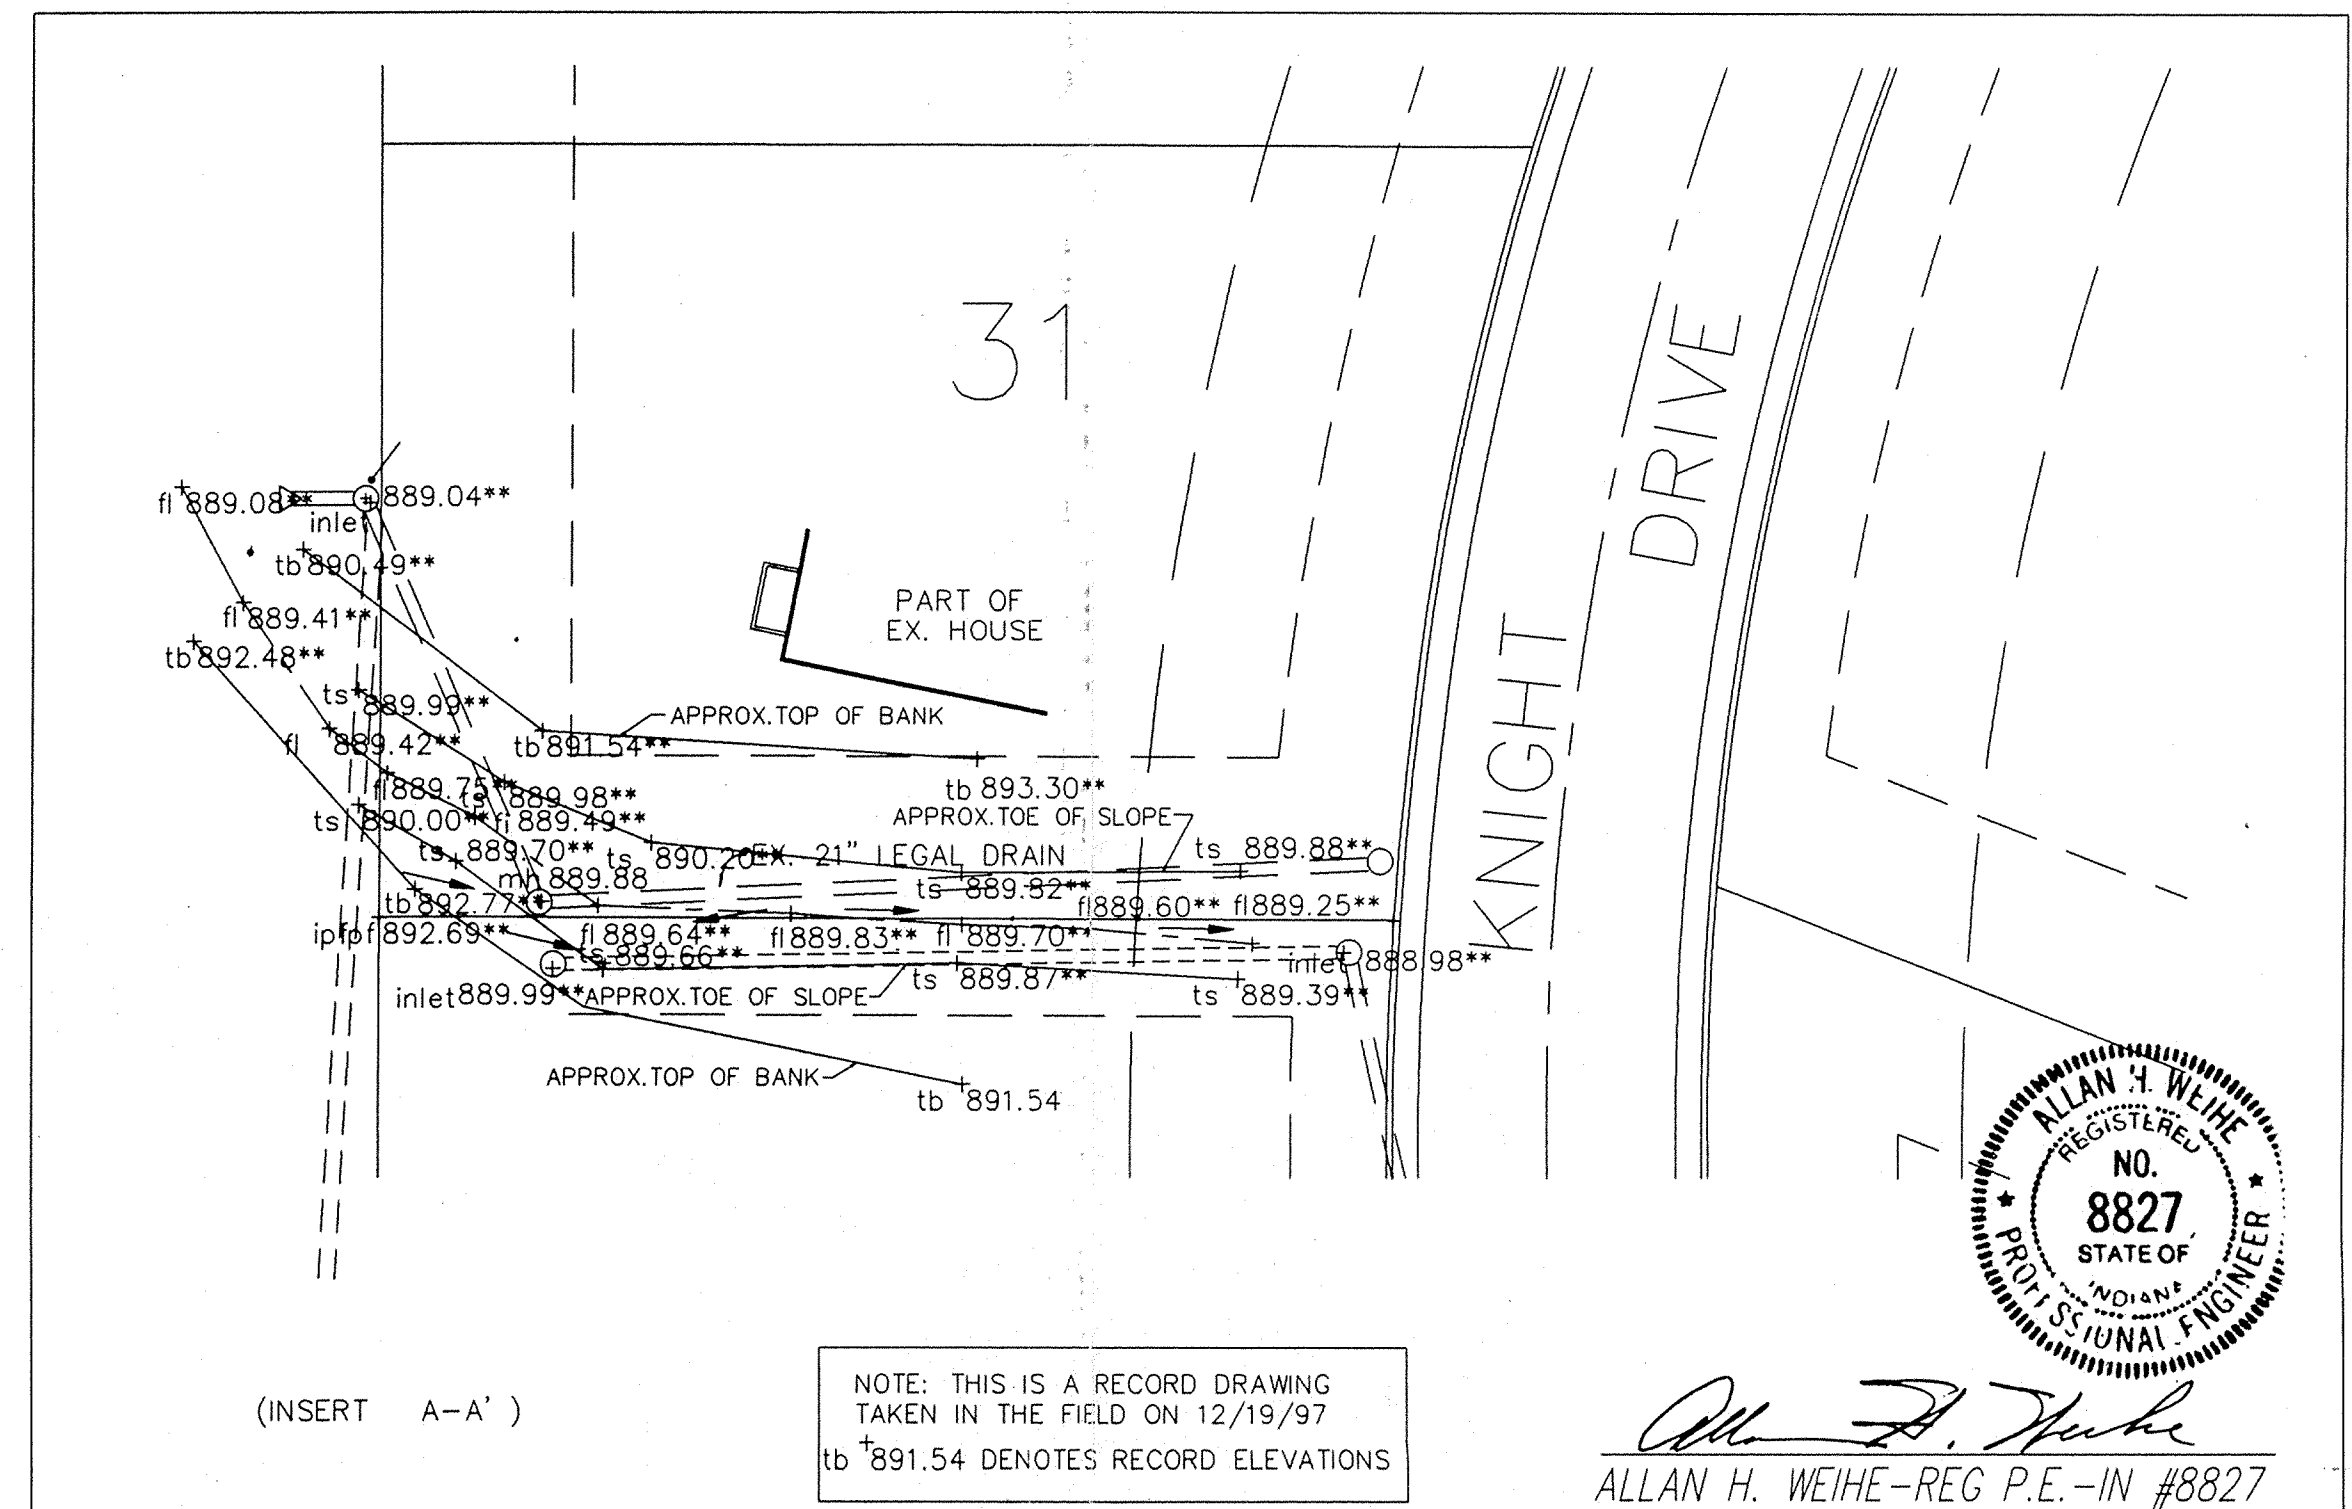 31
KNIGHT DRIVE
fl 889.08**
889.04**
inlet
tb 890.49**
fl 889.41**
tb 892.48**
PART OF
EX. HOUSE
ts 889.99**
APPROX.TOP OF BANK
fl 889.42**
tb 891.54**
fl 889.75**
ts 889.98**
tb 893.30**
ts 890.00**
fl 889.49**
APPROX.TOE OF SLOPE
ts 889.70**
ts 890.20**
EX. 21" LEGAL DRAIN
ts 889.88**
mh 889.88
ts 889.82**
tb 892.77**
fl 889.60**
fl 889.25**
ipfpf 892.69**
fl 889.64**
fl 889.83**
fl 889.70**
ts 889.66**
inlet 888.98**
inlet 889.99**
APPROX.TOE OF SLOPE
ts 889.87**
ts 889.39**
APPROX.TOP OF BANK
tb 891.54
ALLAN H. WEIHE
REGISTERED
NO.
8827
STATE OF
INDIANA
PROFESSIONAL ENGINEER
(INSERT A-A' )
NOTE: THIS IS A RECORD DRAWING
TAKEN IN THE FIELD ON 12/19/97
tb +891.54 DENOTES RECORD ELEVATIONS
Allan H. Weihe
ALLAN H. WEIHE-REG P.E.-IN #8827